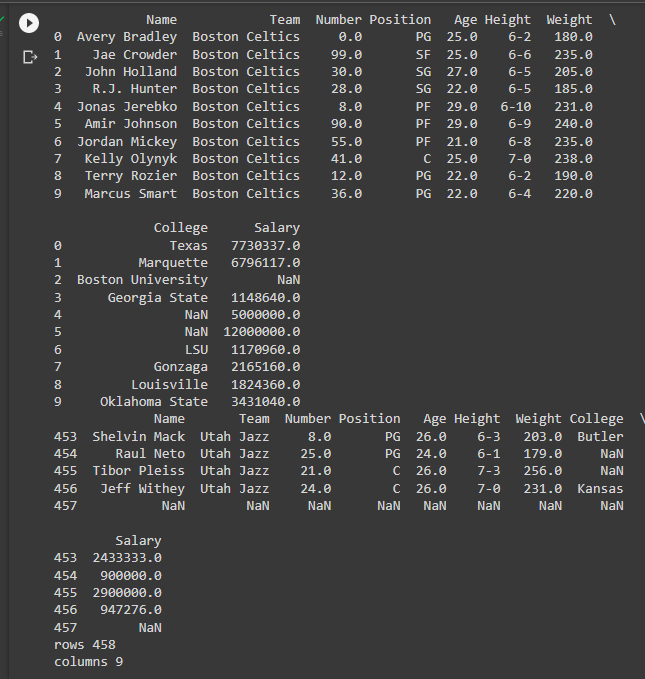 Name            Team  Number Position   Age Height  Weight  \
0  Avery Bradley  Boston Celtics     0.0       PG  25.0    6-2   180.0
1    Jae Crowder  Boston Celtics    99.0       SF  25.0    6-6   235.0
2   John Holland  Boston Celtics    30.0       SG  27.0    6-5   205.0
3    R.J. Hunter  Boston Celtics    28.0       SG  22.0    6-5   185.0
4  Jonas Jerebko  Boston Celtics     8.0       PF  29.0   6-10   231.0
5   Amir Johnson  Boston Celtics    90.0       PF  29.0    6-9   240.0
6  Jordan Mickey  Boston Celtics    55.0       PF  21.0    6-8   235.0
7   Kelly Olynyk  Boston Celtics    41.0        C  25.0    7-0   238.0
8   Terry Rozier  Boston Celtics    12.0       PG  22.0    6-2   190.0
9   Marcus Smart  Boston Celtics    36.0       PG  22.0    6-4   220.0

             College      Salary
0              Texas   7730337.0
1          Marquette   6796117.0
2  Boston University         NaN
3      Georgia State   1148640.0
4                NaN   5000000.0
5                NaN  12000000.0
6                LSU   1170960.0
7            Gonzaga   2165160.0
8         Louisville   1824360.0
9     Oklahoma State   3431040.0
             Name       Team  Number Position   Age Height  Weight College  \
453  Shelvin Mack  Utah Jazz     8.0       PG  26.0    6-3   203.0  Butler
454     Raul Neto  Utah Jazz    25.0       PG  24.0    6-1   179.0     NaN
455  Tibor Pleiss  Utah Jazz    21.0        C  26.0    7-3   256.0     NaN
456   Jeff Withey  Utah Jazz    24.0        C  26.0    7-0   231.0  Kansas
457           NaN        NaN     NaN      NaN   NaN    NaN     NaN     NaN

        Salary
453  2433333.0
454   900000.0
455  2900000.0
456   947276.0
457        NaN
rows 458
columns 9